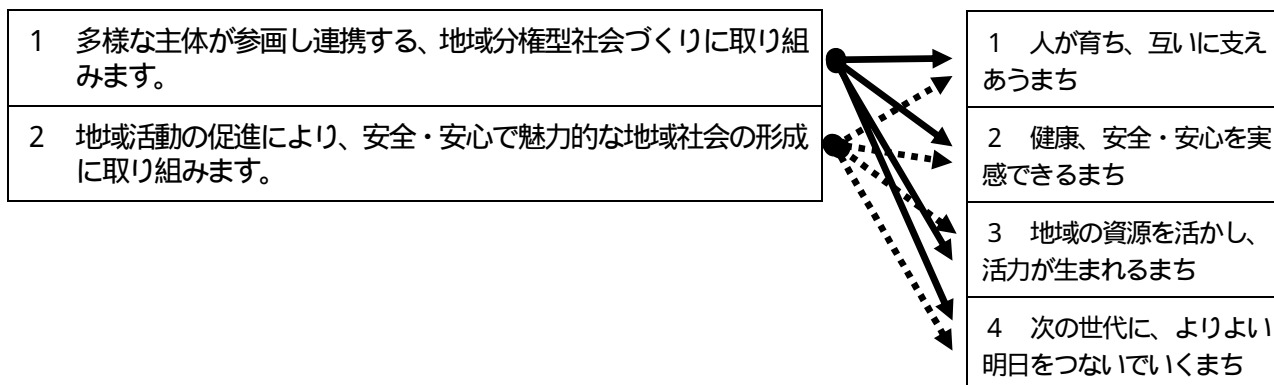 1 多様な主体が参画し連携する、地域分権型社会づくりに取り組
みます。
2 地域活動の促進により、安全・安心で魅力的な地域社会の形成
に取り組みます。
1 人が育ち、互いに支え
あうまち
2 健康、安全・安心を実
感できるまち
3 地域の資源を活かし、
活力が生まれるまち
4 次の世代に、よりよい
明日をつないでいくまち